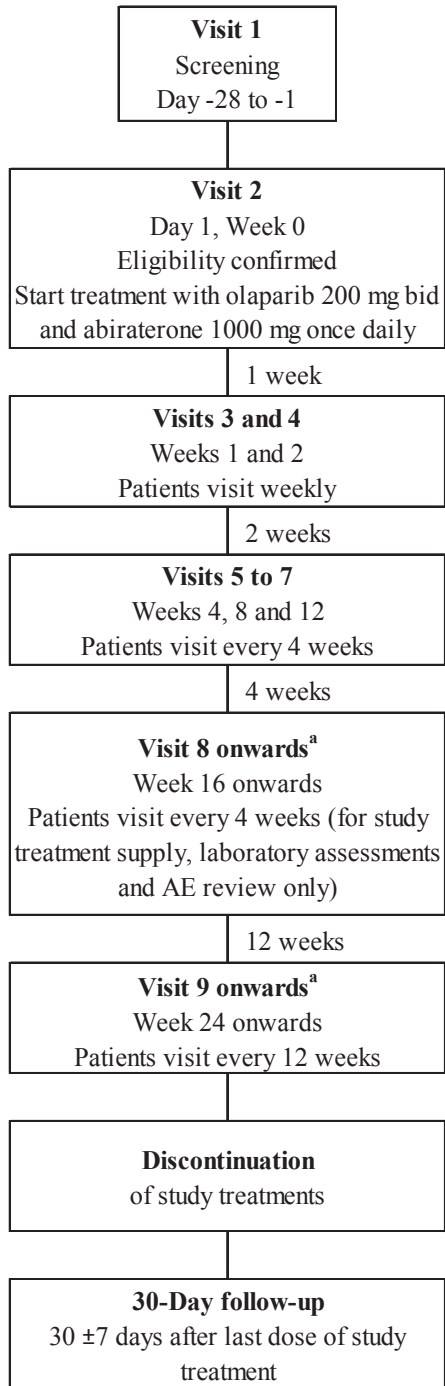 Visit 1
Screening
Day -28 to -1
Visit 2
Day 1, Week 0
Eligibility confirmed
Start treatment with olaparib 200 mg bid
and abiraterone 1000 mg once daily
1 week
Visits 3 and 4
Weeks 1 and 2
Patients visit weekly
2 weeks
Visits 5 to 7
Weeks 4, 8 and 12
Patients visit every 4 weeks
4 weeks
Visit 8 onwardsᵃ
Week 16 onwards
Patients visit every 4 weeks (for study
treatment supply, laboratory assessments
and AE review only)
12 weeks
Visit 9 onwardsᵃ
Week 24 onwards
Patients visit every 12 weeks
Discontinuation
of study treatments
30-Day follow-up
30 ±7 days after last dose of study
treatment